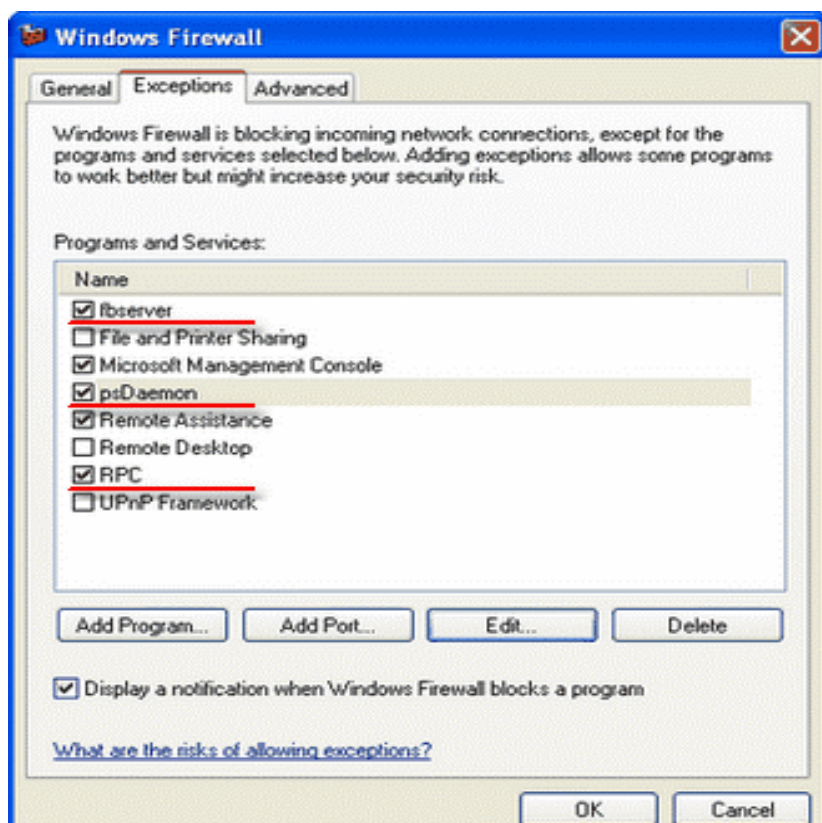 Windows Firewall
General Exceptions Advanced
Windows Firewall is blocking incoming network connections, except for the
programs and services selected below. Adding exceptions allows some programs
to work better but might increase your security risk.
Programs and Services:
Name
fbserver
File and Printer Sharing
Microsoft Management Console
psDaemon
Remote Assistance
Remote Desktop
RPC
UPnP Framework
Add Program... Add Port... Edit... Delete
Display a notification when Windows Firewall blocks a program
What are the risks of allowing exceptions?
OK Cancel